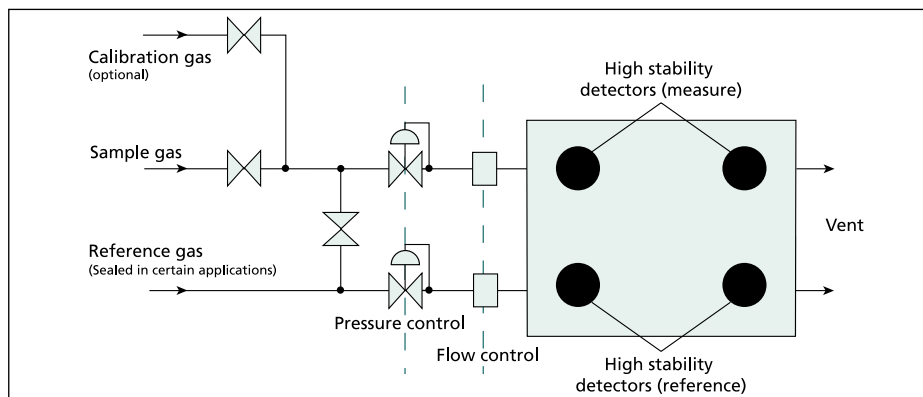 Calibration gas
(optional)
High stability
detectors (measure)
Sample gas
Vent
Reference gas
(Sealed in certain applications)
Pressure control
Flow control
High stability
detectors (reference)